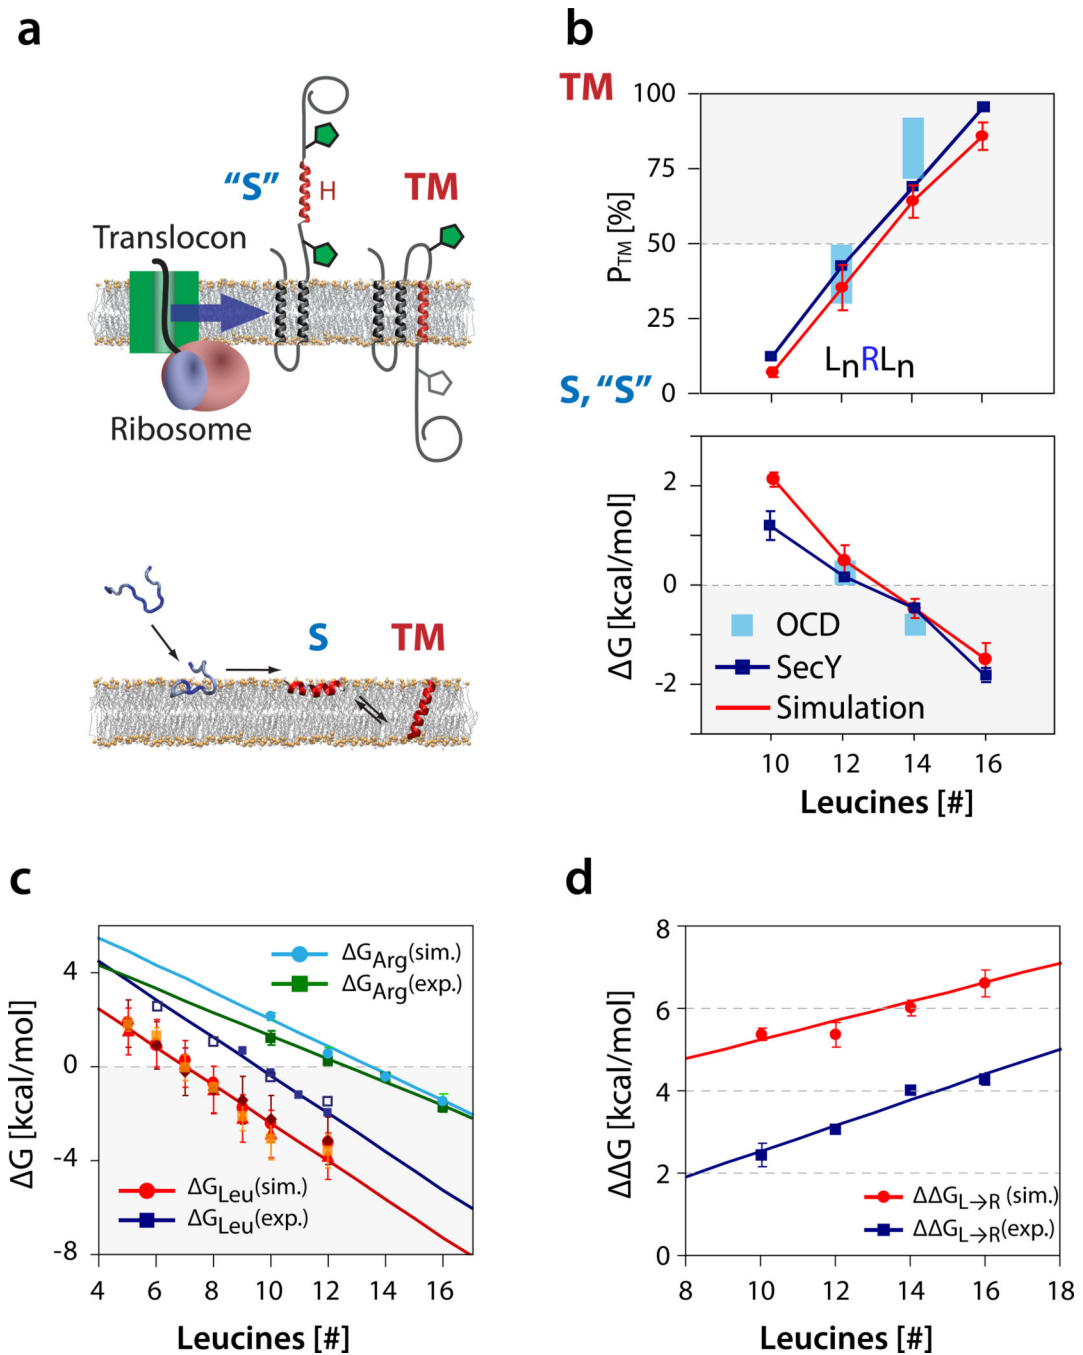 a
“S”
H
TM
Translocon
Ribosome
S
TM
b
TM
100
75
50
25
0
P_TM [%]
L_nRL_n
S, “S”
2
0
-2
ΔG [kcal/mol]
OCD
SecY
Simulation
10 12 14 16
Leucines [#]
c
4
0
-4
-8
ΔG [kcal/mol]
ΔG_Arg(sim.)
ΔG_Arg(exp.)
ΔG_Leu(sim.)
ΔG_Leu(exp.)
4 6 8 10 12 14 16
Leucines [#]
d
8
6
4
2
0
ΔΔG [kcal/mol]
ΔΔG_L→R (sim.)
ΔΔG_L→R(exp.)
8 10 12 14 16 18
Leucines [#]